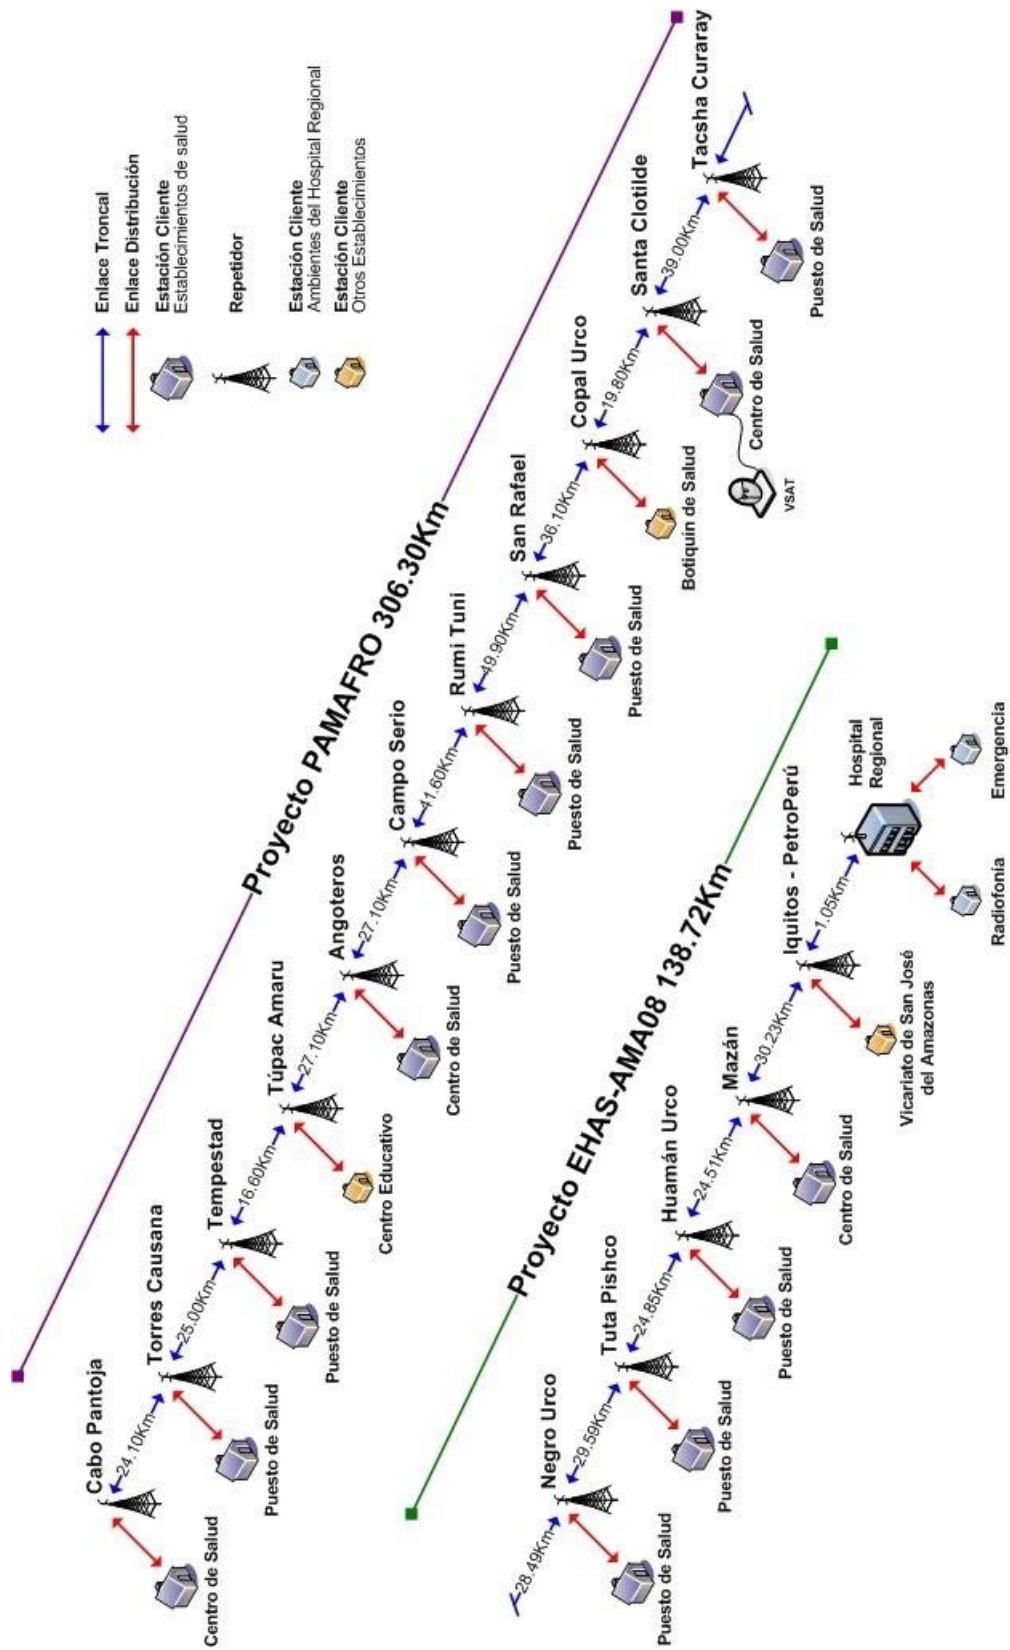 Enlace Troncal
Enlace Distribución
Estación Cliente
Establecimientos de salud
Repetidor
Estación Cliente
Ambientes del Hospital Regional
Estación Cliente
Otros Establecimientos
Proyecto PAMAFRO 306.30Km
Cabo Pantoja
Centro de Salud
24.10Km
Torres Causana
Puesto de Salud
25.00Km
Tempestad
Puesto de Salud
16.60Km
Túpac Amaru
Centro Educativo
27.10Km
Angoteros
Centro de Salud
27.10Km
Campo Serio
Puesto de Salud
41.60Km
Rumi Tuni
Puesto de Salud
49.90Km
San Rafael
Puesto de Salud
36.10Km
Copal Urco
Botiquín de Salud
19.80Km
Santa Clotilde
Centro de Salud
VSAT
39.00Km
Tacsha Curaray
Puesto de Salud
Proyecto EHAS-AMA08 138.72Km
28.49Km
Negro Urco
Puesto de Salud
29.59Km
Tuta Pishco
Puesto de Salud
24.85Km
Huamán Urco
Puesto de Salud
24.51Km
Mazán
Centro de Salud
30.23Km
Iquitos - PetroPerú
Vicariato de San José
del Amazonas
1.05Km
Hospital
Regional
Radiofonia
Emergencia